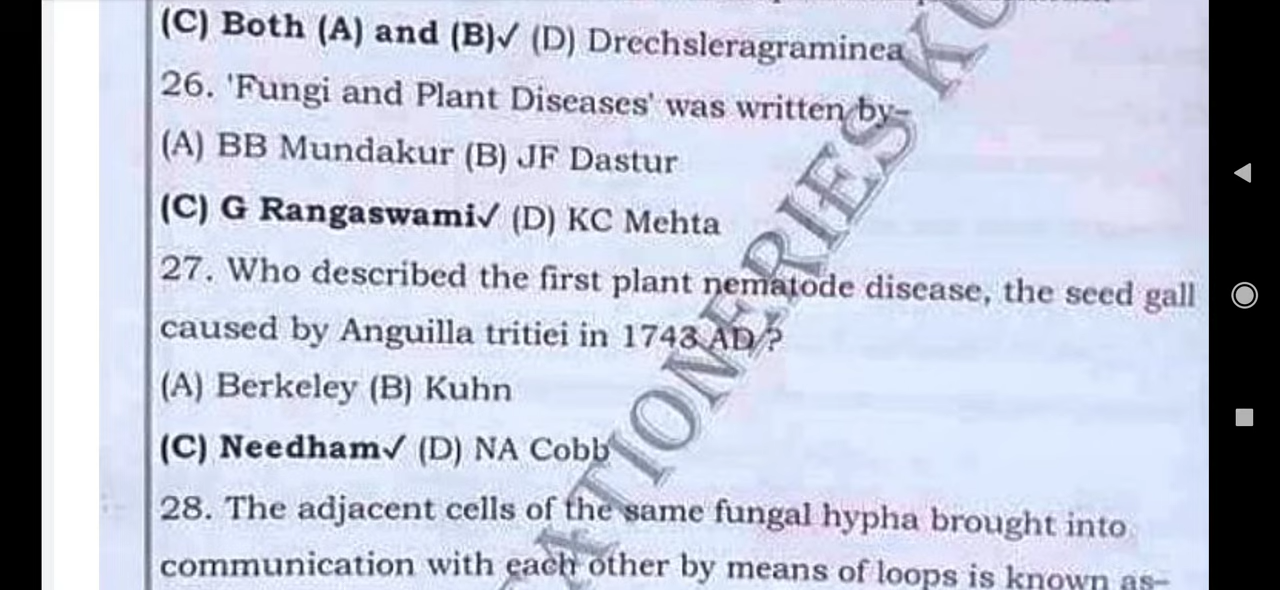 (C) Both (A) and (B)✓ (D) Drechsleragraminea
26. 'Fungi and Plant Diseases' was written by-
(A) BB Mundakur (B) JF Dastur
(C) G Rangaswami✓ (D) KC Mehta
27. Who described the first plant nematode disease, the seed gall
caused by Anguilla tritiei in 1743 AD?
(A) Berkeley (B) Kuhn
(C) Needham✓ (D) NA Cobb
28. The adjacent cells of the same fungal hypha brought into
communication with each other by means of loops is known as-
ATIONERIES KU